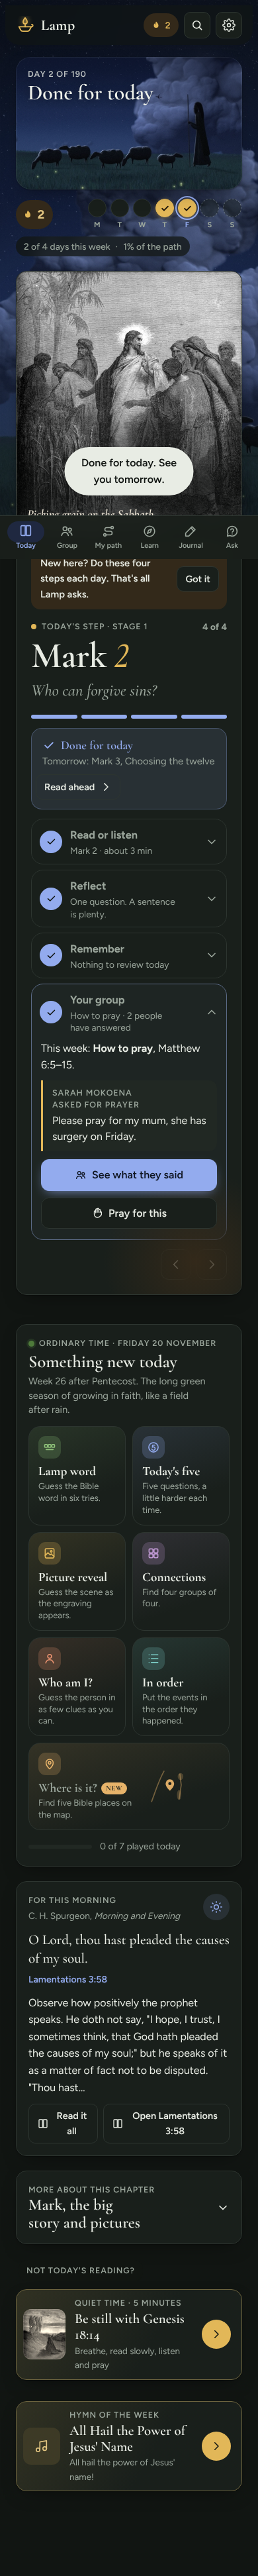 Lamp
2
DAY 2 OF 190
Done for today
2
M T W T F S S
2 of 4 days this week · 1% of the path
Done for today. See
you tomorrow.
Picking grain on the Sabbath
Today
Group
My path
Learn
Journal
Ask
New here? Do these four
steps each day. That's all
Lamp asks.
Got it
TODAY'S STEP · STAGE 1
4 of 4
Mark 2
Who can forgive sins?
Done for today
Tomorrow: Mark 3, Choosing the twelve
Read ahead
Read or listen
Mark 2 · about 3 min
Reflect
One question. A sentence
is plenty.
Remember
Nothing to review today
Your group
How to pray · 2 people
have answered
This week: How to pray, Matthew
6:5–15.
SARAH MOKOENA
ASKED FOR PRAYER
Please pray for my mum, she has
surgery on Friday.
See what they said
Pray for this
ORDINARY TIME · FRIDAY 20 NOVEMBER
Something new today
Week 26 after Pentecost. The long green
season of growing in faith, like a field
after rain.
Lamp word
Guess the Bible
word in six tries.
Today's five
Five questions, a
little harder each
time.
Picture reveal
Guess the scene as
the engraving
appears.
Connections
Find four groups of
four.
Who am I?
Guess the person in
as few clues as you
can.
In order
Put the events in
the order they
happened.
Where is it? NEW
Find five Bible places on
the map.
0 of 7 played today
FOR THIS MORNING
C. H. Spurgeon, Morning and Evening
O Lord, thou hast pleaded the causes
of my soul.
Lamentations 3:58
Observe how positively the prophet
speaks. He doth not say, "I hope, I trust, I
sometimes think, that God hath pleaded
the causes of my soul;" but he speaks of it
as a matter of fact not to be disputed.
"Thou hast...
Read it
all
Open Lamentations
3:58
MORE ABOUT THIS CHAPTER
Mark, the big
story and pictures
NOT TODAY'S READING?
QUIET TIME · 5 MINUTES
Be still with Genesis
18:14
Breathe, read slowly, listen
and pray
HYMN OF THE WEEK
All Hail the Power of
Jesus' Name
All hail the power of Jesus'
name!